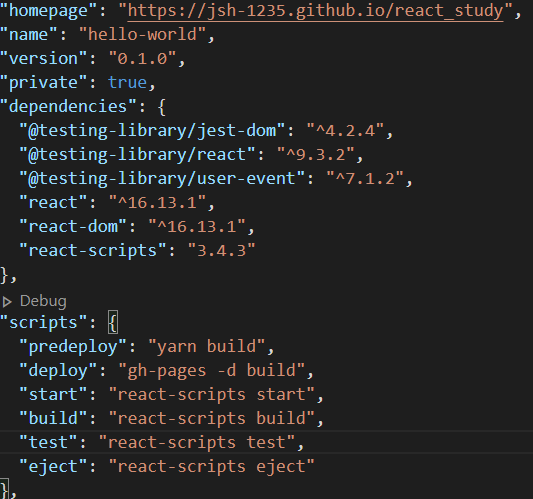 "homepage": "https://jsh-1235.github.io/react_study",
"name": "hello-world",
"version": "0.1.0",
"private": true,
"dependencies": {
"@testing-library/jest-dom": "^4.2.4",
"@testing-library/react": "^9.3.2",
"@testing-library/user-event": "^7.1.2",
"react": "^16.13.1",
"react-dom": "^16.13.1",
"react-scripts": "3.4.3"
},
Debug
"scripts": {
"predeploy": "yarn build",
"deploy": "gh-pages -d build",
"start": "react-scripts start",
"build": "react-scripts build",
"test": "react-scripts test",
"eject": "react-scripts eject"
},